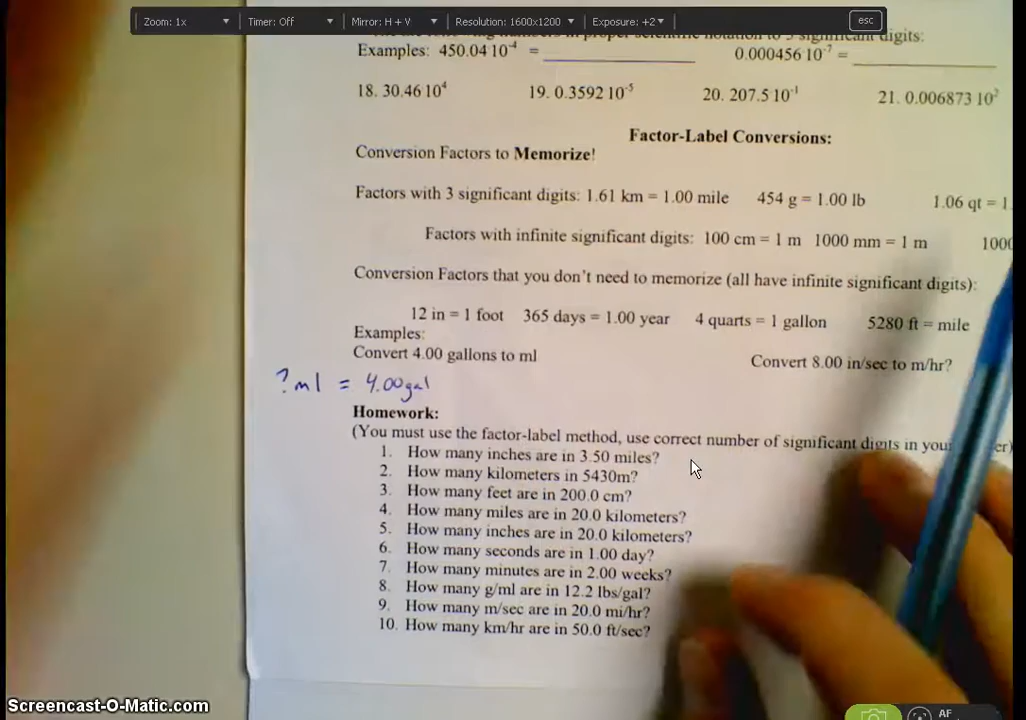 Zoom: 1x Timer: Off Mirror: H + V Resolution: 1600x1200 Exposure: +2 esc
significant digits:
Examples: 450.04 10⁻⁴ = 0.000456 10⁻⁷ =
18. 30.46 10⁴ 19. 0.3592 10⁻⁵ 20. 207.5 10⁻¹ 21. 0.006873 10²
Factor-Label Conversions:
Conversion Factors to Memorize!
Factors with 3 significant digits: 1.61 km = 1.00 mile 454 g = 1.00 lb 1.06 qt = 1.
Factors with infinite significant digits: 100 cm = 1 m 1000 mm = 1 m 1000
Conversion Factors that you don't need to memorize (all have infinite significant digits):
12 in = 1 foot 365 days = 1.00 year 4 quarts = 1 gallon 5280 ft = mile
Examples:
Convert 4.00 gallons to ml Convert 8.00 in/sec to m/hr?
? ml = 4.00 gal
Homework:
(You must use the factor-label method, use correct number of significant digits in your er)
1. How many inches are in 3.50 miles?
2. How many kilometers in 5430m?
3. How many feet are in 200.0 cm?
4. How many miles are in 20.0 kilometers?
5. How many inches are in 20.0 kilometers?
6. How many seconds are in 1.00 day?
7. How many minutes are in 2.00 weeks?
8. How many g/ml are in 12.2 lbs/gal?
9. How many m/sec are in 20.0 mi/hr?
10. How many km/hr are in 50.0 ft/sec?
Screencast-O-Matic.com AF